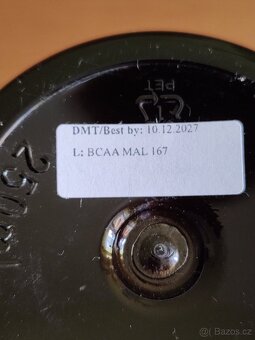 PET
DMT/Best by: 10.12.2027
L: BCAA MAL 167
250ml
Bazos.cz